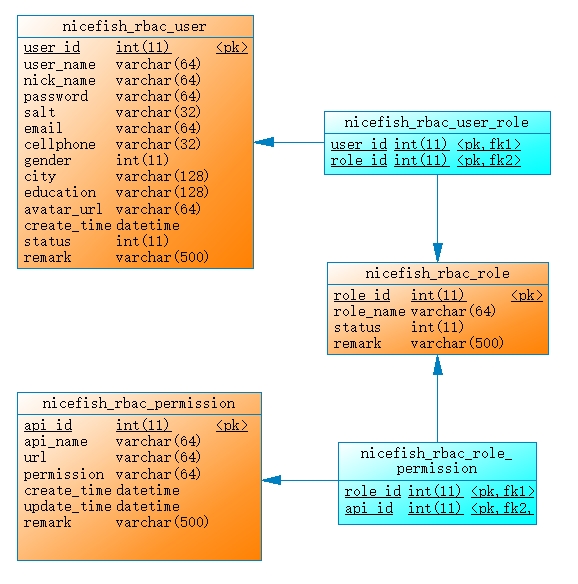 nicefish_rbac_user
user_id int(11) <pk>
user_name varchar(64)
nick_name varchar(64)
password varchar(64)
salt varchar(32)
email varchar(64)
cellphone varchar(32)
gender int(11)
city varchar(128)
education varchar(128)
avatar_url varchar(64)
create_time datetime
status int(11)
remark varchar(500)
nicefish_rbac_user_role
user_id int(11) <pk,fk1>
role_id int(11) <pk,fk2>
nicefish_rbac_role
role_id int(11) <pk>
role_name varchar(64)
status int(11)
remark varchar(500)
nicefish_rbac_permission
api_id int(11) <pk>
api_name varchar(64)
url varchar(64)
permission varchar(64)
create_time datetime
update_time datetime
remark varchar(500)
nicefish_rbac_role_
permission
role_id int(11) <pk,fk1>
api_id int(11) <pk,fk2,